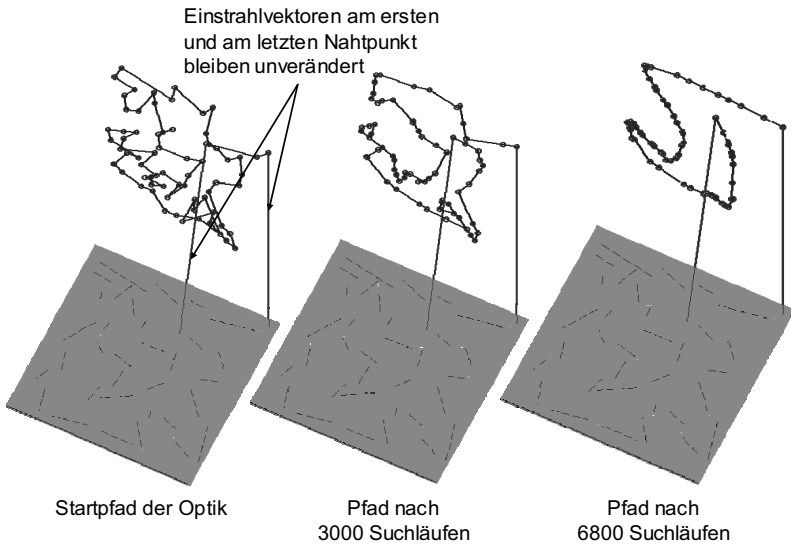 Einstrahlvektoren am ersten
und am letzten Nahtpunkt
bleiben unverändert
Startpfad der Optik
Pfad nach
3000 Suchläufen
Pfad nach
6800 Suchläufen